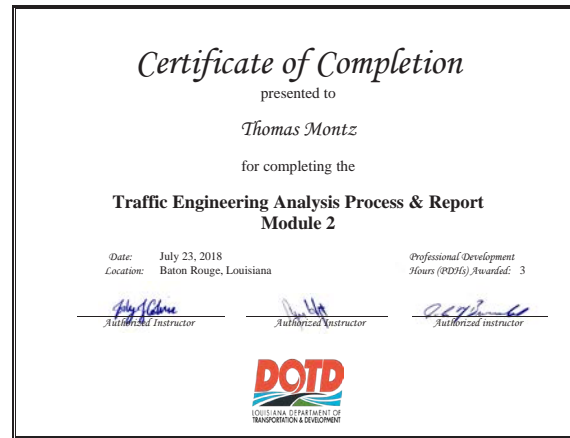 Certificate of Completion
presented to
Thomas Montz
for completing the
Traffic Engineering Analysis Process & Report
Module 2
Date: July 23, 2018
Location: Baton Rouge, Louisiana
Professional Development
Hours (PDHs) Awarded: 3
Authorized Instructor
Authorized Instructor
Authorized instructor
DOTD
LOUISIANA DEPARTMENT OF
TRANSPORTATION & DEVELOPMENT